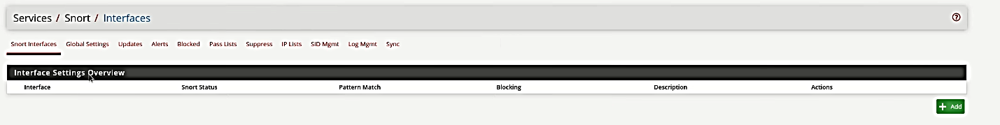 Services / Snort / Interfaces
Snort Interfaces Global Settings Updates Alerts Blocked Pass Lists Suppress IP Lists SID Mgmt Log Mgmt Sync
Interface Settings Overview
Interface Snort Status Pattern Match Blocking Description Actions
+ Add